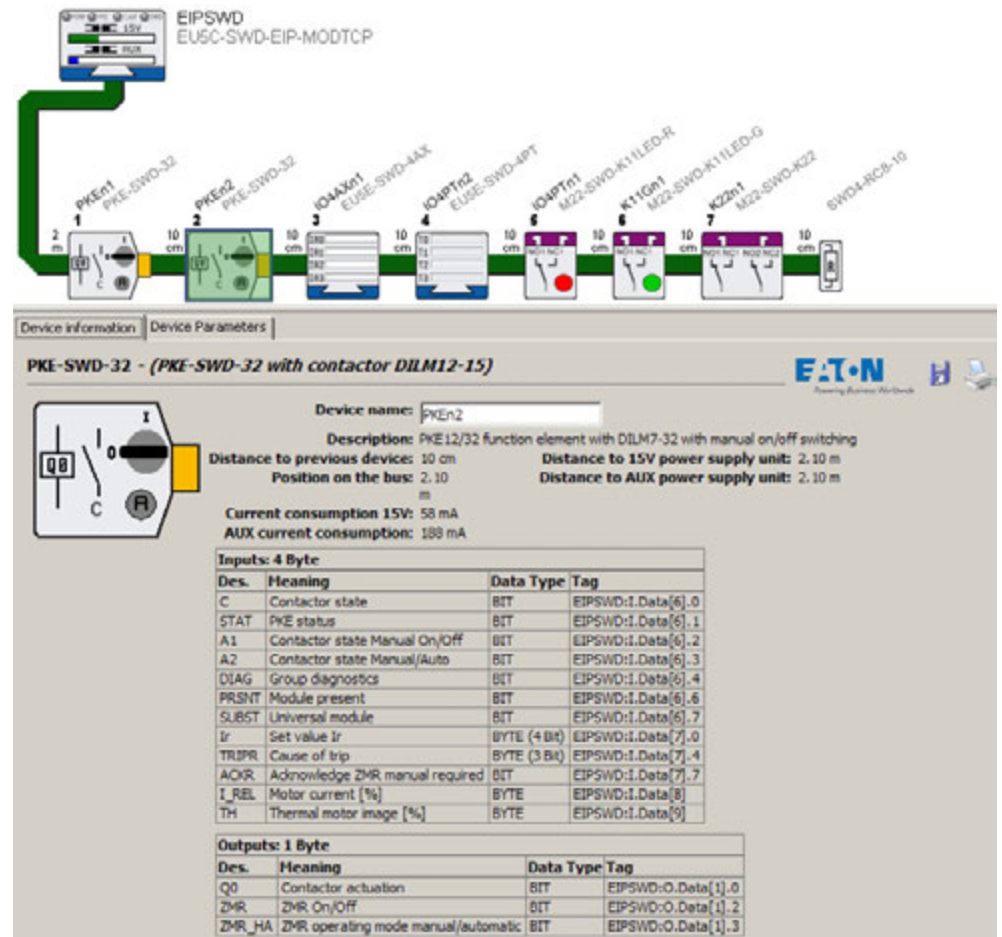 EIPSWD
EU5C-SWD-EIP-MODTCP
15V
AUX
PKEn1 PKE-SWD-32
PKEn2 PKE-SWD-32
IO4AXn1 EU5E-SWD-4AX
IO4PTn2 EU5E-SWD-4PT
IO4PTn1 M22-SWD-K11LED-R
K11Gn1 M22-SWD-K11LED-G
K22n1 M22-SWD-K22
SWD4-RC8-10
1 2 3 4 5 6 7
2 m 10 cm 10 cm 10 cm 10 cm 10 cm 10 cm 10 cm
Device information Device Parameters
PKE-SWD-32 - (PKE-SWD-32 with contactor DILM12-15)
EATON
Powering Business Worldwide
I
0
Q0
C
R
Device name: PKEn2
Description: PKE12/32 function element with DILM7-32 with manual on/off switching
Distance to previous device: 10 cm Distance to 15V power supply unit: 2.10 m
Position on the bus: 2.10 m Distance to AUX power supply unit: 2.10 m
Current consumption 15V: 58 mA
AUX current consumption: 188 mA
Inputs: 4 Byte
Des. Meaning Data Type Tag
C Contactor state BIT EIPSWD:I.Data[6].0
STAT PKE status BIT EIPSWD:I.Data[6].1
A1 Contactor state Manual On/Off BIT EIPSWD:I.Data[6].2
A2 Contactor state Manual/Auto BIT EIPSWD:I.Data[6].3
DIAG Group diagnostics BIT EIPSWD:I.Data[6].4
PRSNT Module present BIT EIPSWD:I.Data[6].6
SUBST Universal module BIT EIPSWD:I.Data[6].7
Ir Set value Ir BYTE (4 Bit) EIPSWD:I.Data[7].0
TRIPR Cause of trip BYTE (3 Bit) EIPSWD:I.Data[7].4
ACKR Acknowledge ZMR manual required BIT EIPSWD:I.Data[7].7
I_REL Motor current [%] BYTE EIPSWD:I.Data[8]
TH Thermal motor image [%] BYTE EIPSWD:I.Data[9]
Outputs: 1 Byte
Des. Meaning Data Type Tag
Q0 Contactor actuation BIT EIPSWD:O.Data[1].0
ZMR ZMR On/Off BIT EIPSWD:O.Data[1].2
ZMR_HA ZMR operating mode manual/automatic BIT EIPSWD:O.Data[1].3